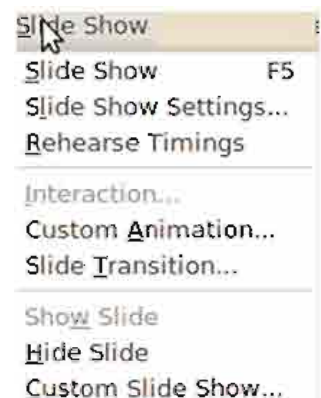 Slide Show
Slide Show F5
Slide Show Settings...
Rehearse Timings
Interaction...
Custom Animation...
Slide Transition...
Show Slide
Hide Slide
Custom Slide Show...